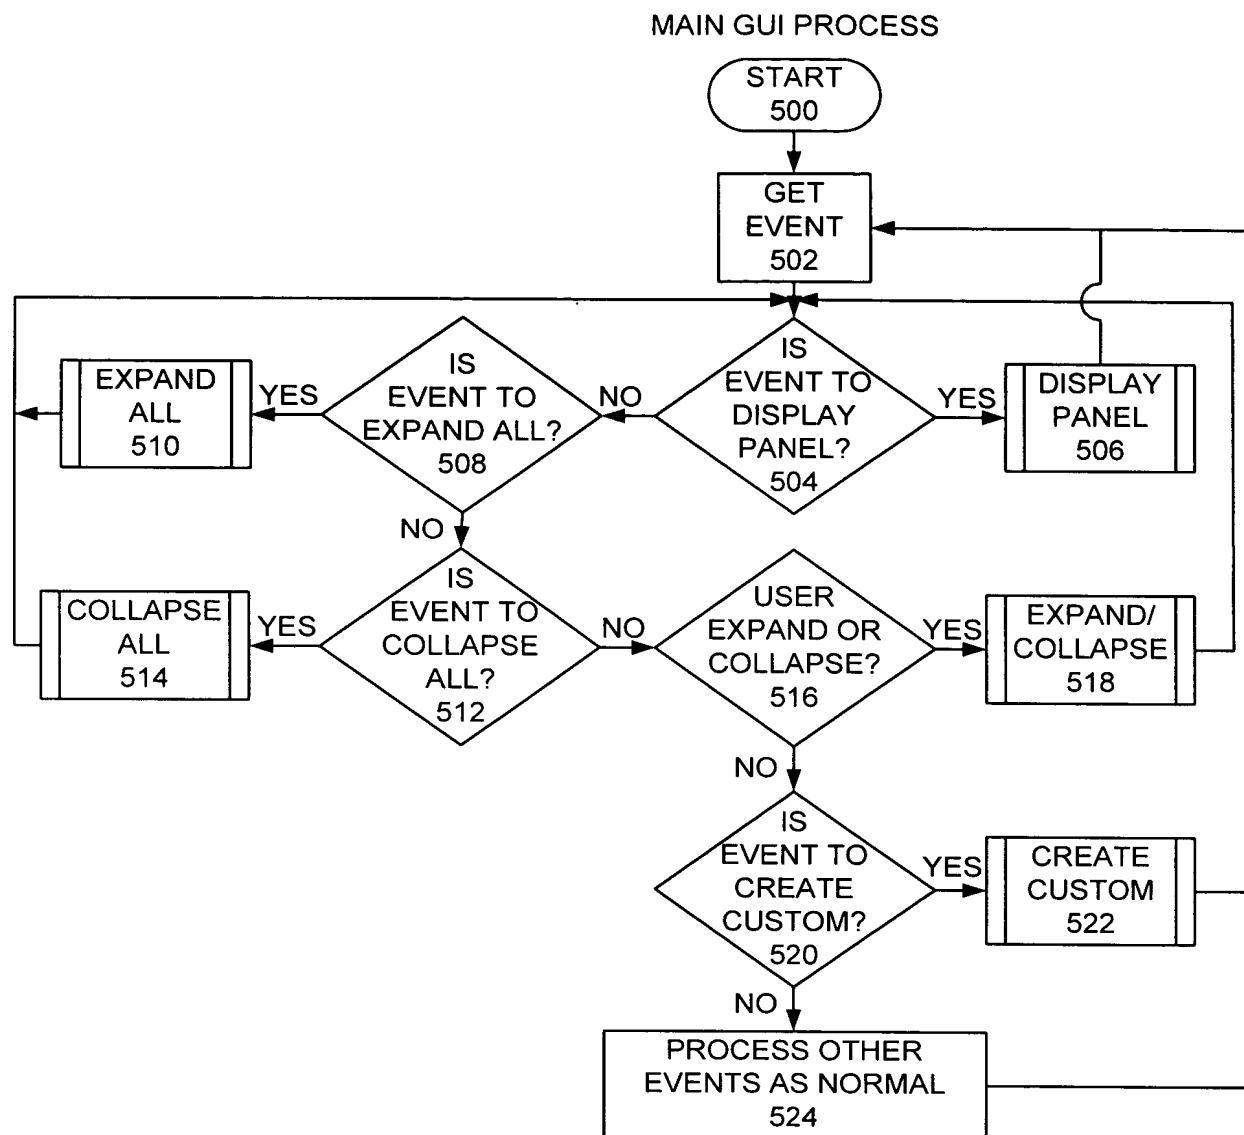 MAIN GUI PROCESS
START
500
GET
EVENT
502
IS
EVENT TO
DISPLAY
PANEL?
504
YES
DISPLAY
PANEL
506
NO
IS
EVENT TO
EXPAND ALL?
508
YES
EXPAND
ALL
510
NO
IS
EVENT TO
COLLAPSE
ALL?
512
YES
COLLAPSE
ALL
514
NO
USER
EXPAND OR
COLLAPSE?
516
YES
EXPAND/
COLLAPSE
518
NO
IS
EVENT TO
CREATE
CUSTOM?
520
YES
CREATE
CUSTOM
522
NO
PROCESS OTHER
EVENTS AS NORMAL
524